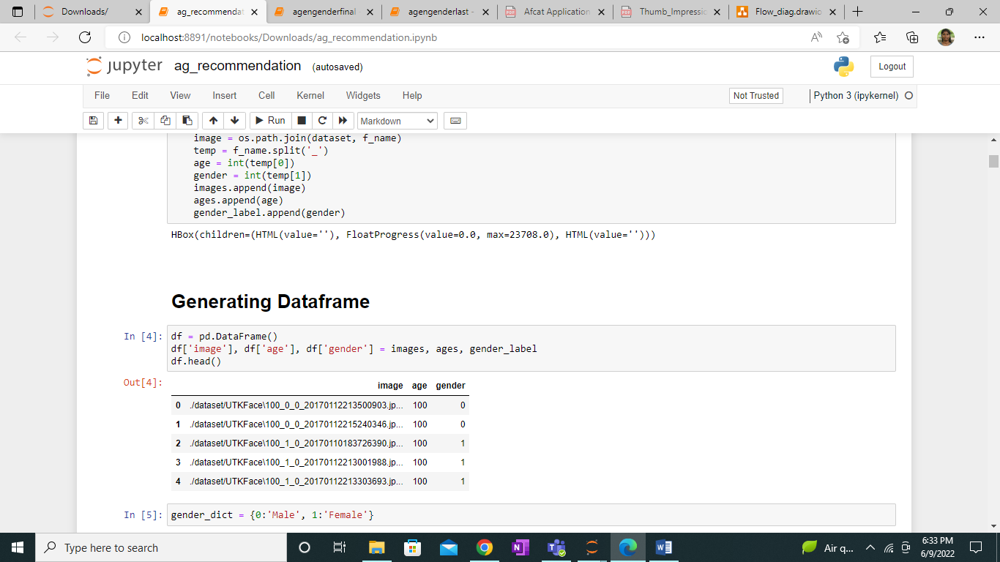 Downloads/
ag_recommendat
agengenderfinal -
agengenderlast -
Afcat Application
Thumb_Impressio
Flow_diag.drawio
localhost:8891/notebooks/Downloads/ag_recommendation.ipynb
jupyter ag_recommendation (autosaved)
Logout
File Edit View Insert Cell Kernel Widgets Help
Not Trusted
Python 3 (ipykernel)
Run
Markdown
image = os.path.join(dataset, f_name)
temp = f_name.split('_')
age = int(temp[0])
gender = int(temp[1])
images.append(image)
ages.append(age)
gender_label.append(gender)
HBox(children=(HTML(value=''), FloatProgress(value=0.0, max=23708.0), HTML(value='')))
Generating Dataframe
In [4]: df = pd.DataFrame()
df['image'], df['age'], df['gender'] = images, ages, gender_label
df.head()
Out[4]:
image age gender
0 ./dataset/UTKFace\100_0_0_20170112213500903.jp... 100 0
1 ./dataset/UTKFace\100_0_0_20170112215240346.jp... 100 0
2 ./dataset/UTKFace\100_1_0_20170110183726390.jp... 100 1
3 ./dataset/UTKFace\100_1_0_20170112213001988.jp... 100 1
4 ./dataset/UTKFace\100_1_0_20170112213303693.jp... 100 1
In [5]: gender_dict = {0:'Male', 1:'Female'}
Type here to search
Air q...
6:33 PM
6/9/2022